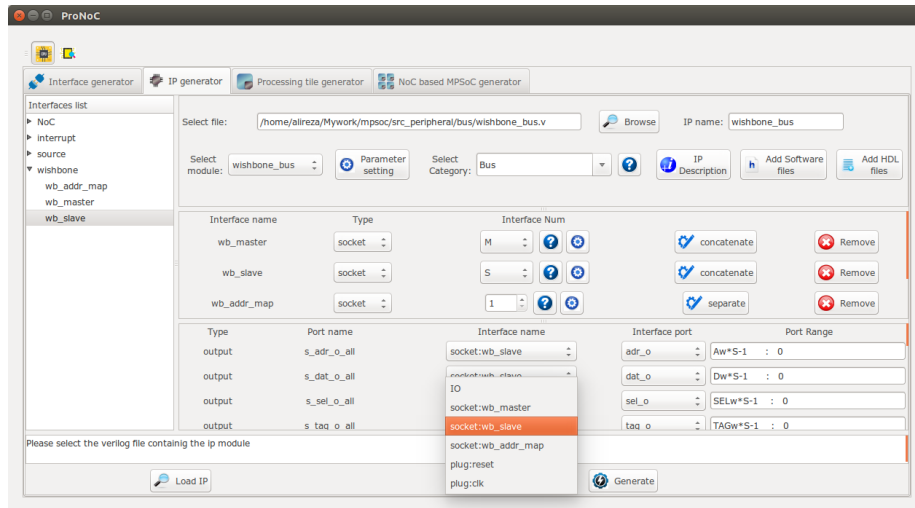 ProNoC
Interface generator IP generator Processing tile generator NoC based MPSoC generator
Interfaces list
NoC
interrupt
source
wishbone
wb_addr_map
wb_master
wb_slave
Select file: /home/alireza/Mywork/mpsoc/src_peripheral/bus/wishbone_bus.v Browse IP name: wishbone_bus
Select module: wishbone_bus Parameter setting Select Category: Bus IP Description Add Software files Add HDL files
Interface name Type Interface Num
wb_master socket M concatenate Remove
wb_slave socket S concatenate Remove
wb_addr_map socket 1 separate Remove
Type Port name Interface name Interface port Port Range
output s_adr_o_all socket:wb_slave adr_o Aw*S-1 : 0
output s_dat_o_all socket:wb_slave dat_o Dw*S-1 : 0
output s_sel_o_all sel_o SELw*S-1 : 0
output s_tag_o_all tag_o TAGw*S-1 : 0
IO
socket:wb_master
socket:wb_slave
socket:wb_addr_map
plug:reset
plug:clk
Please select the verilog file containig the ip module
Load IP Generate